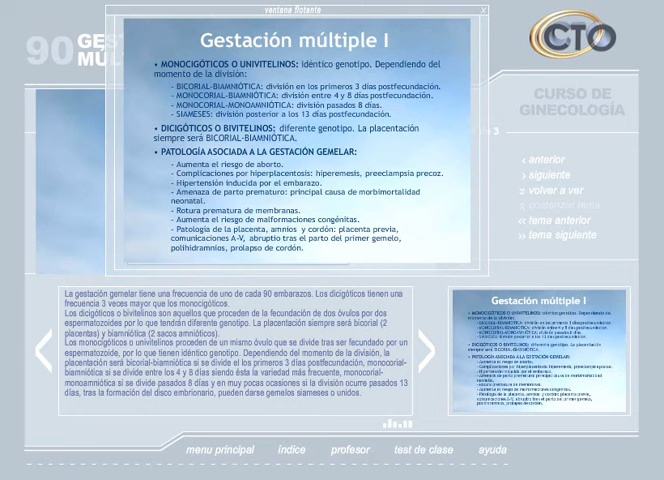 ventana flotante
x
90 GES
MÚL
Gestación múltiple I
• MONOCIGÓTICOS O UNIVITELINOS: idéntico genotipo. Dependiendo del
momento de la división:
- BICORIAL-BIAMNIÓTICA: división en los primeros 3 días postfecundación.
- MONOCORIAL-BIAMNIÓTICA: división entre 4 y 8 días postfecundación.
- MONOCORIAL-MONOAMNIÓTICA: división pasados 8 días.
- SIAMESES: división posterior a los 13 días postfecundación.
• DICIGÓTICOS O BIVITELINOS: diferente genotipo. La placentación
siempre será BICORIAL-BIAMNIÓTICA.
• PATOLOGÍA ASOCIADA A LA GESTACIÓN GEMELAR:
- Aumenta el riesgo de aborto.
- Complicaciones por hiperplacentosis: hiperemesis, preeclampsia precoz.
- Hipertensión inducida por el embarazo.
- Amenaza de parto prematuro: principal causa de morbimortalidad
neonatal.
- Rotura prematura de membranas.
- Aumenta el riesgo de malformaciones congénitas.
- Patología de la placenta, amnios y cordón: placenta previa,
comunicaciones A-V, abruptio tras el parto del primer gemelo,
polihidramnios, prolapso de cordón.
CTO
CURSO DE
GINECOLOGÍA
3
‹ anterior
› siguiente
volver a ver
comenzar tema
‹‹ tema anterior
›› tema siguiente
La gestación gemelar tiene una frecuencia de uno de cada 90 embarazos. Los dicigóticos tienen una
frecuencia 3 veces mayor que los monocigóticos.
Los dicigóticos o bivitelinos son aquellos que proceden de la fecundación de dos óvulos por dos
espermatozoides por lo que tendrán diferente genotipo. La placentación siempre será bicorial (2
placentas) y biamniótica (2 sacos amnióticos).
Los monocigóticos o univitelinos proceden de un mismo óvulo que se divide tras ser fecundado por un
espermatozoide, por lo que tienen idéntico genotipo. Dependiendo del momento de la división, la
placentación será bicorial-biamniótica si se divide el los primeros 3 días postfecundación, monocorial-
biamniótica si se divide entre los 4 y 8 días siendo ésta la variedad más frecuente, monocorial-
monoamniótica si se divide pasados 8 días y en muy pocas ocasiones si la división ocurre pasados 13
días, tras la formación del disco embrionario, pueden darse gemelos siameses o unidos.
Gestación múltiple I
menu principal índice profesor test de clase ayuda